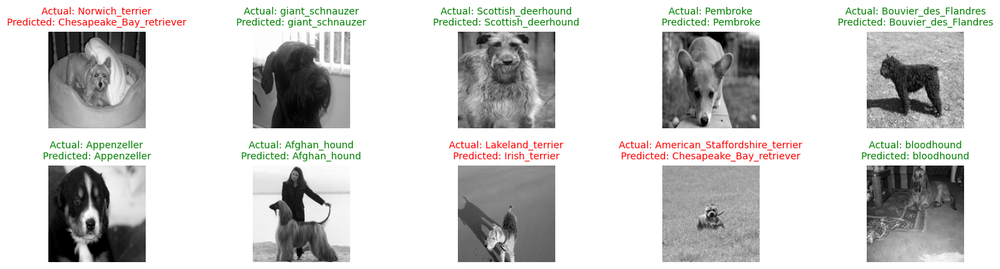 Actual: Norwich_terrier
Predicted: Chesapeake_Bay_retriever
Actual: giant_schnauzer
Predicted: giant_schnauzer
Actual: Scottish_deerhound
Predicted: Scottish_deerhound
Actual: Pembroke
Predicted: Pembroke
Actual: Bouvier_des_Flandres
Predicted: Bouvier_des_Flandres
Actual: Appenzeller
Predicted: Appenzeller
Actual: Afghan_hound
Predicted: Afghan_hound
Actual: Lakeland_terrier
Predicted: Irish_terrier
Actual: American_Staffordshire_terrier
Predicted: Chesapeake_Bay_retriever
Actual: bloodhound
Predicted: bloodhound